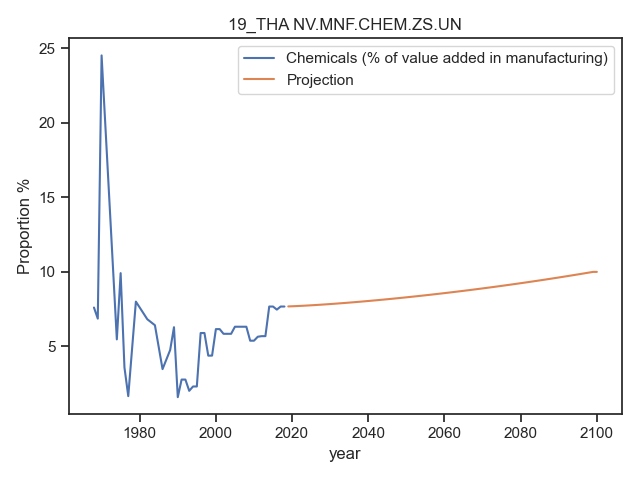 19_THA NV.MNF.CHEM.ZS.UN
Chemicals (% of value added in manufacturing)
Projection
Proportion %
25
20
15
10
5
1980
2000
2020
2040
2060
2080
2100
year